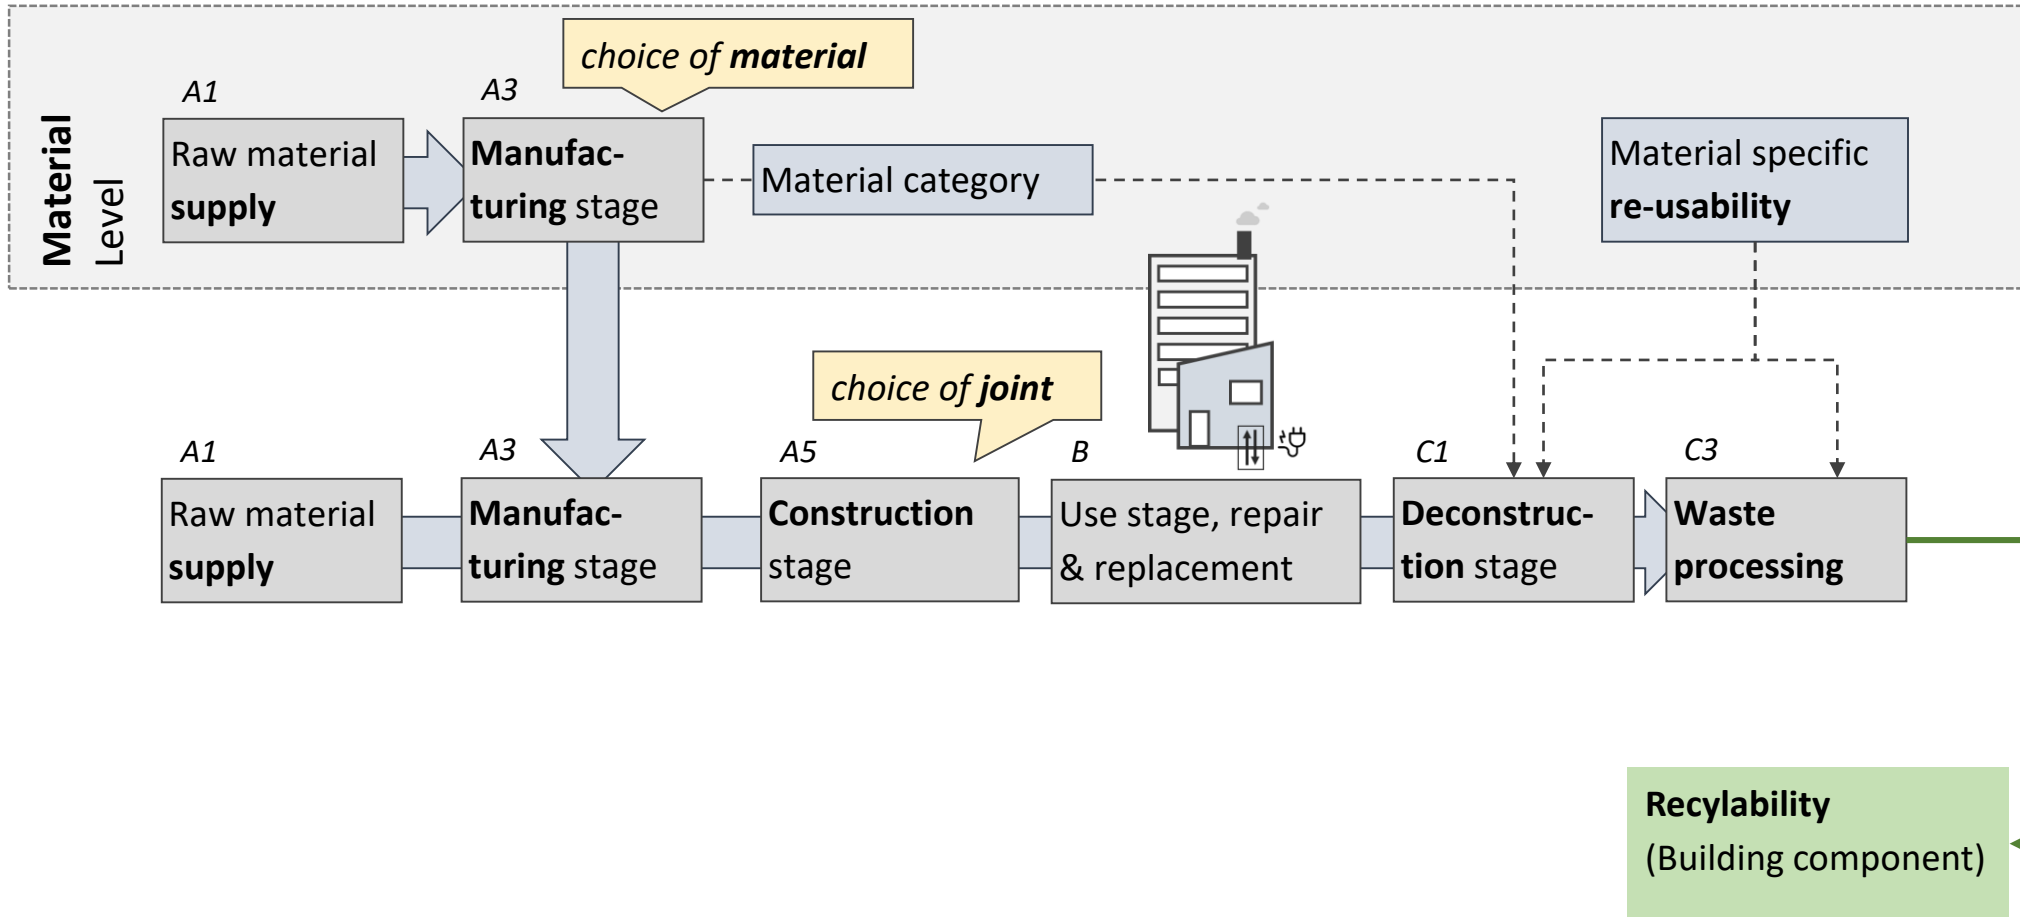 Material
Level
choice of material
A1
Raw material
supply
A3
Manufac-
turing stage
Material category
Material specific
re-usability
choice of joint
A1
Raw material
supply
A3
Manufac-
turing stage
A5
Construction
stage
B
Use stage, repair
& replacement
C1
Deconstruc-
tion stage
C3
Waste
processing
Recylability
(Building component)